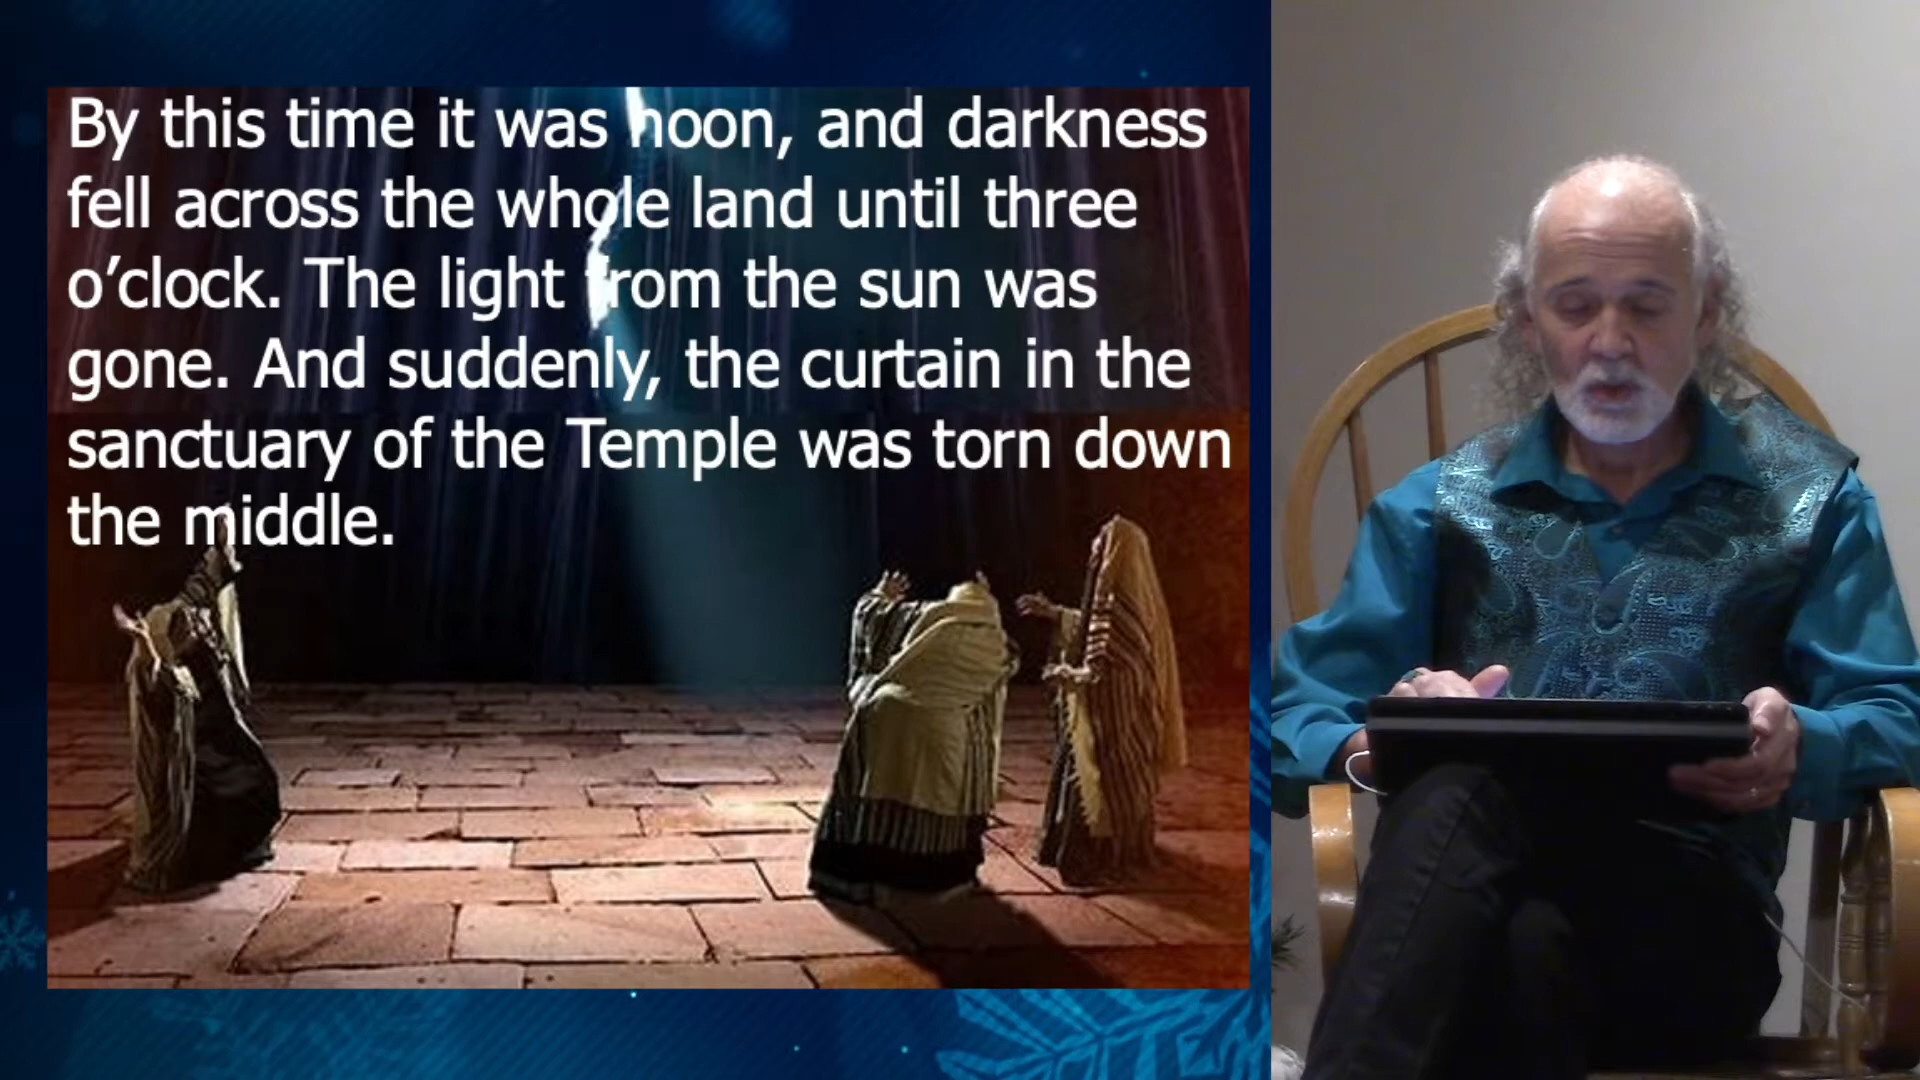 By this time it was noon, and darkness
fell across the whole land until three
o’clock. The light from the sun was
gone. And suddenly, the curtain in the
sanctuary of the Temple was torn down
the middle.